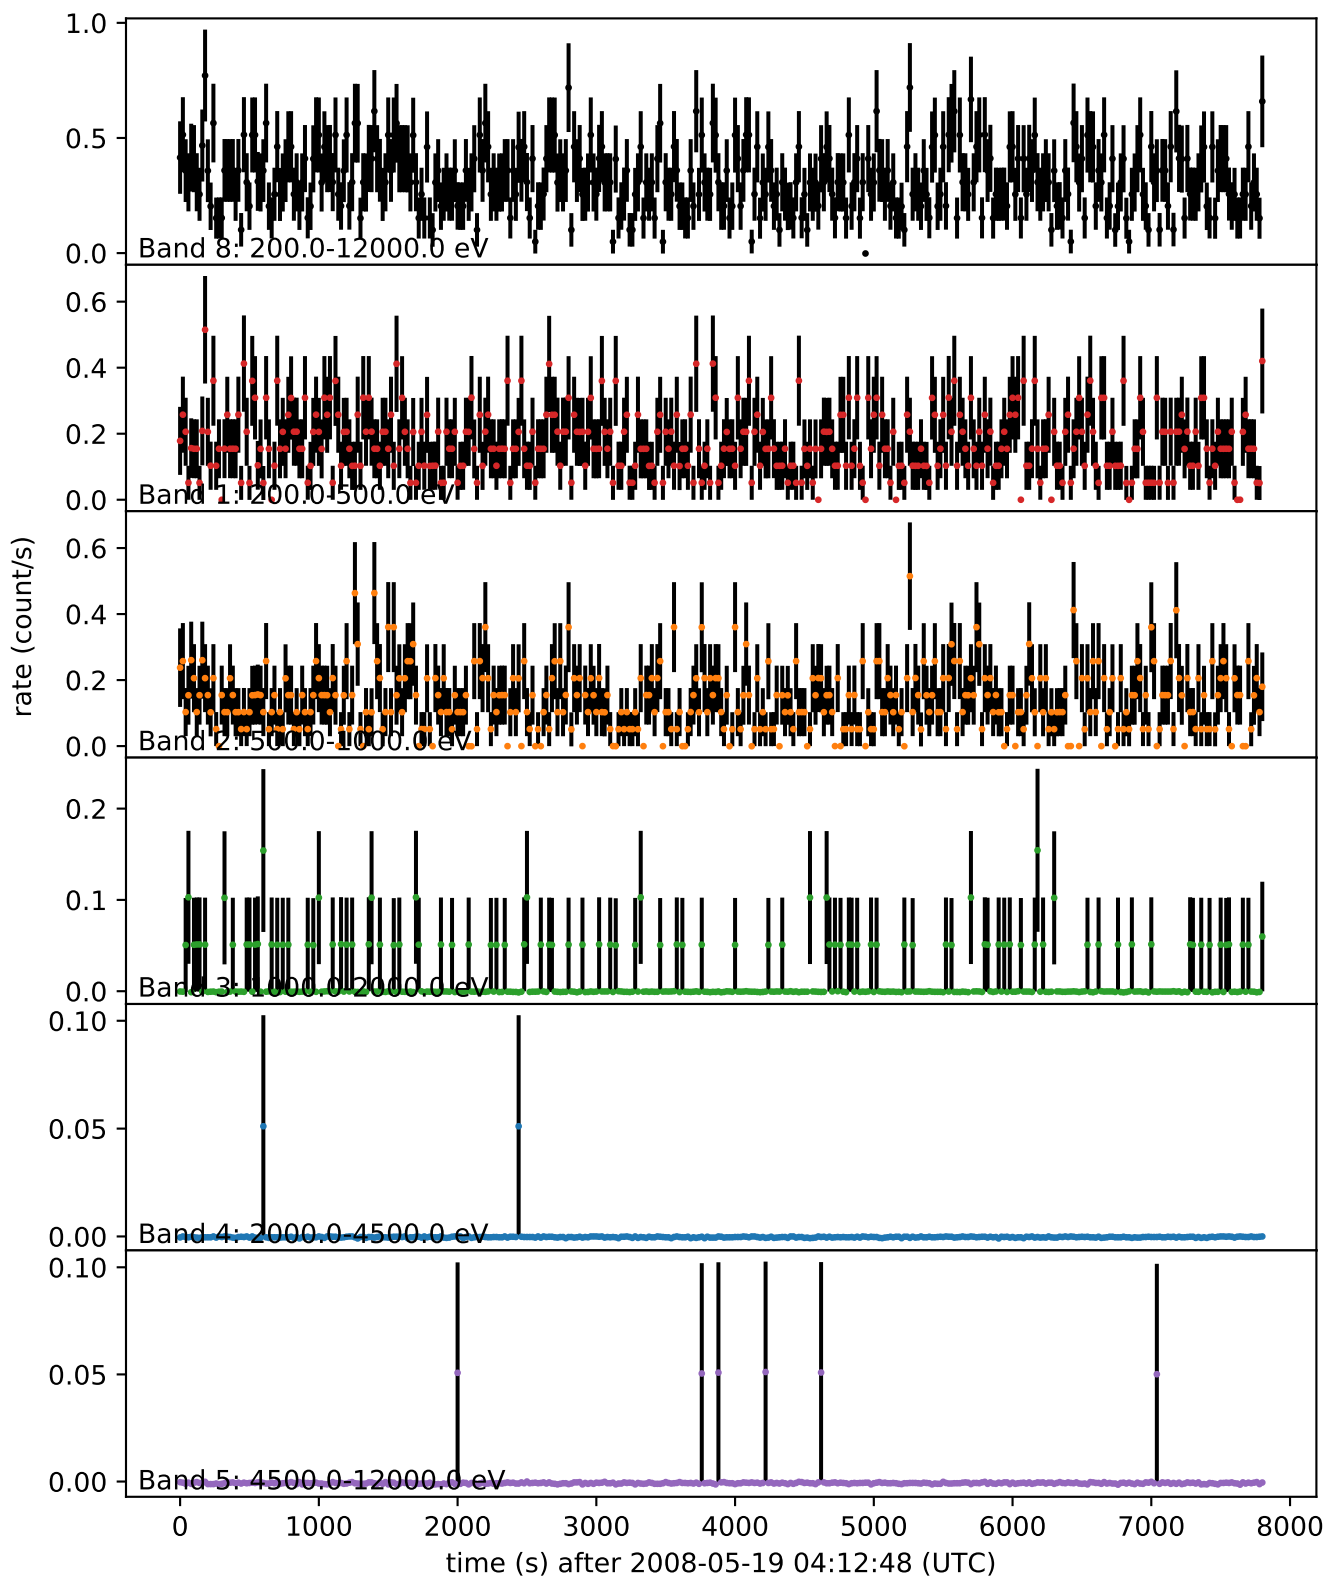 1.0
0.5
0.0
Band 8: 200.0-12000.0 eV
0.6
0.4
0.2
0.0
Band 1: 200.0-500.0 eV
0.6
0.4
0.2
0.0
Band 2: 500.0-1000.0 eV
rate (count/s)
0.2
0.1
0.0
Band 3: 1000.0-2000.0 eV
0.10
0.05
0.00
Band 4: 2000.0-4500.0 eV
0.10
0.05
0.00
Band 5: 4500.0-12000.0 eV
0 1000 2000 3000 4000 5000 6000 7000 8000
time (s) after 2008-05-19 04:12:48 (UTC)